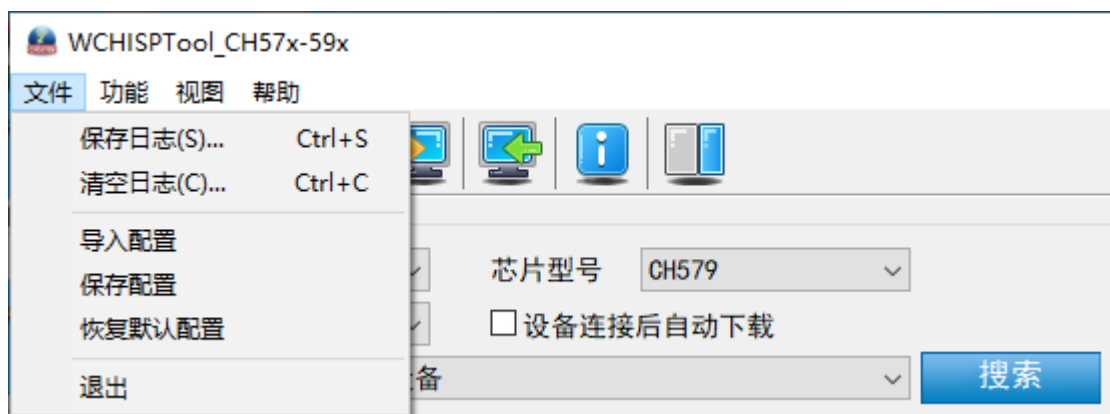 WCHISPTool_CH57x-59x
文件 功能 视图 帮助
保存日志(S)... Ctrl+S
清空日志(C)... Ctrl+C
导入配置
保存配置
恢复默认配置
退出
芯片型号 CH579
设备连接后自动下载
备
搜索